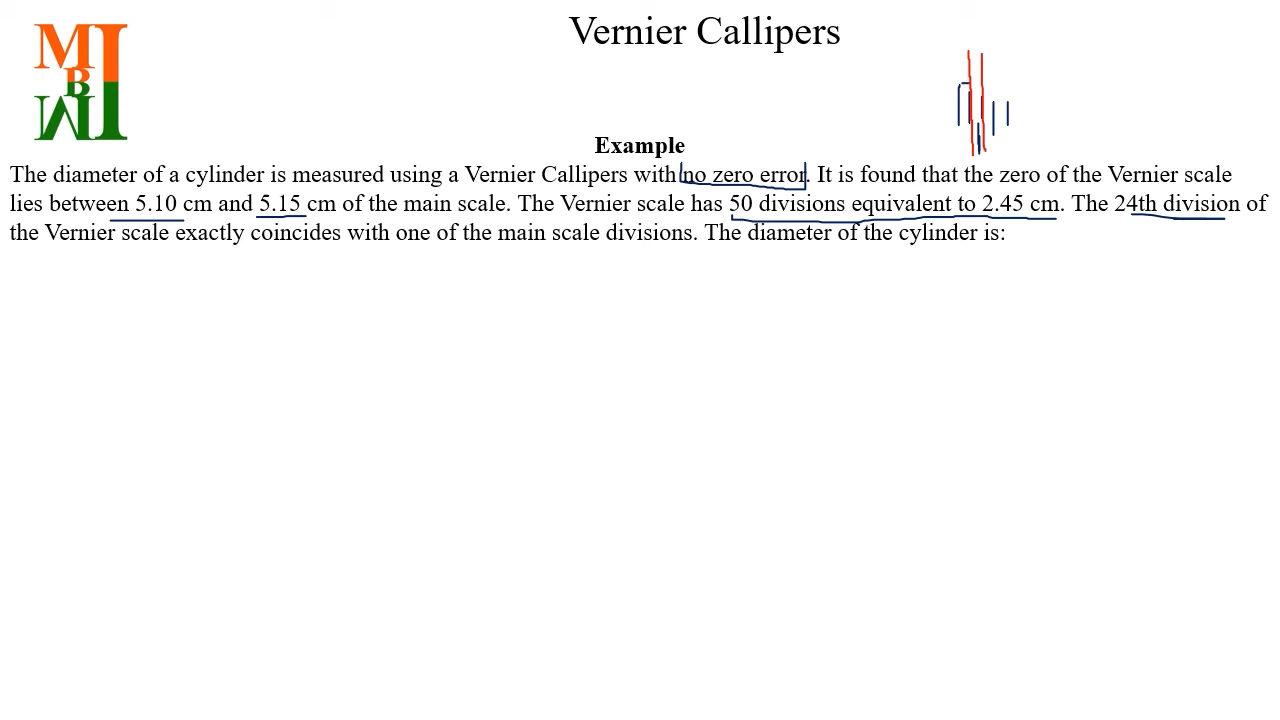 Vernier Callipers
MI
B
Example
The diameter of a cylinder is measured using a Vernier Callipers with no zero error. It is found that the zero of the Vernier scale
lies between 5.10 cm and 5.15 cm of the main scale. The Vernier scale has 50 divisions equivalent to 2.45 cm. The 24th division of
the Vernier scale exactly coincides with one of the main scale divisions. The diameter of the cylinder is: